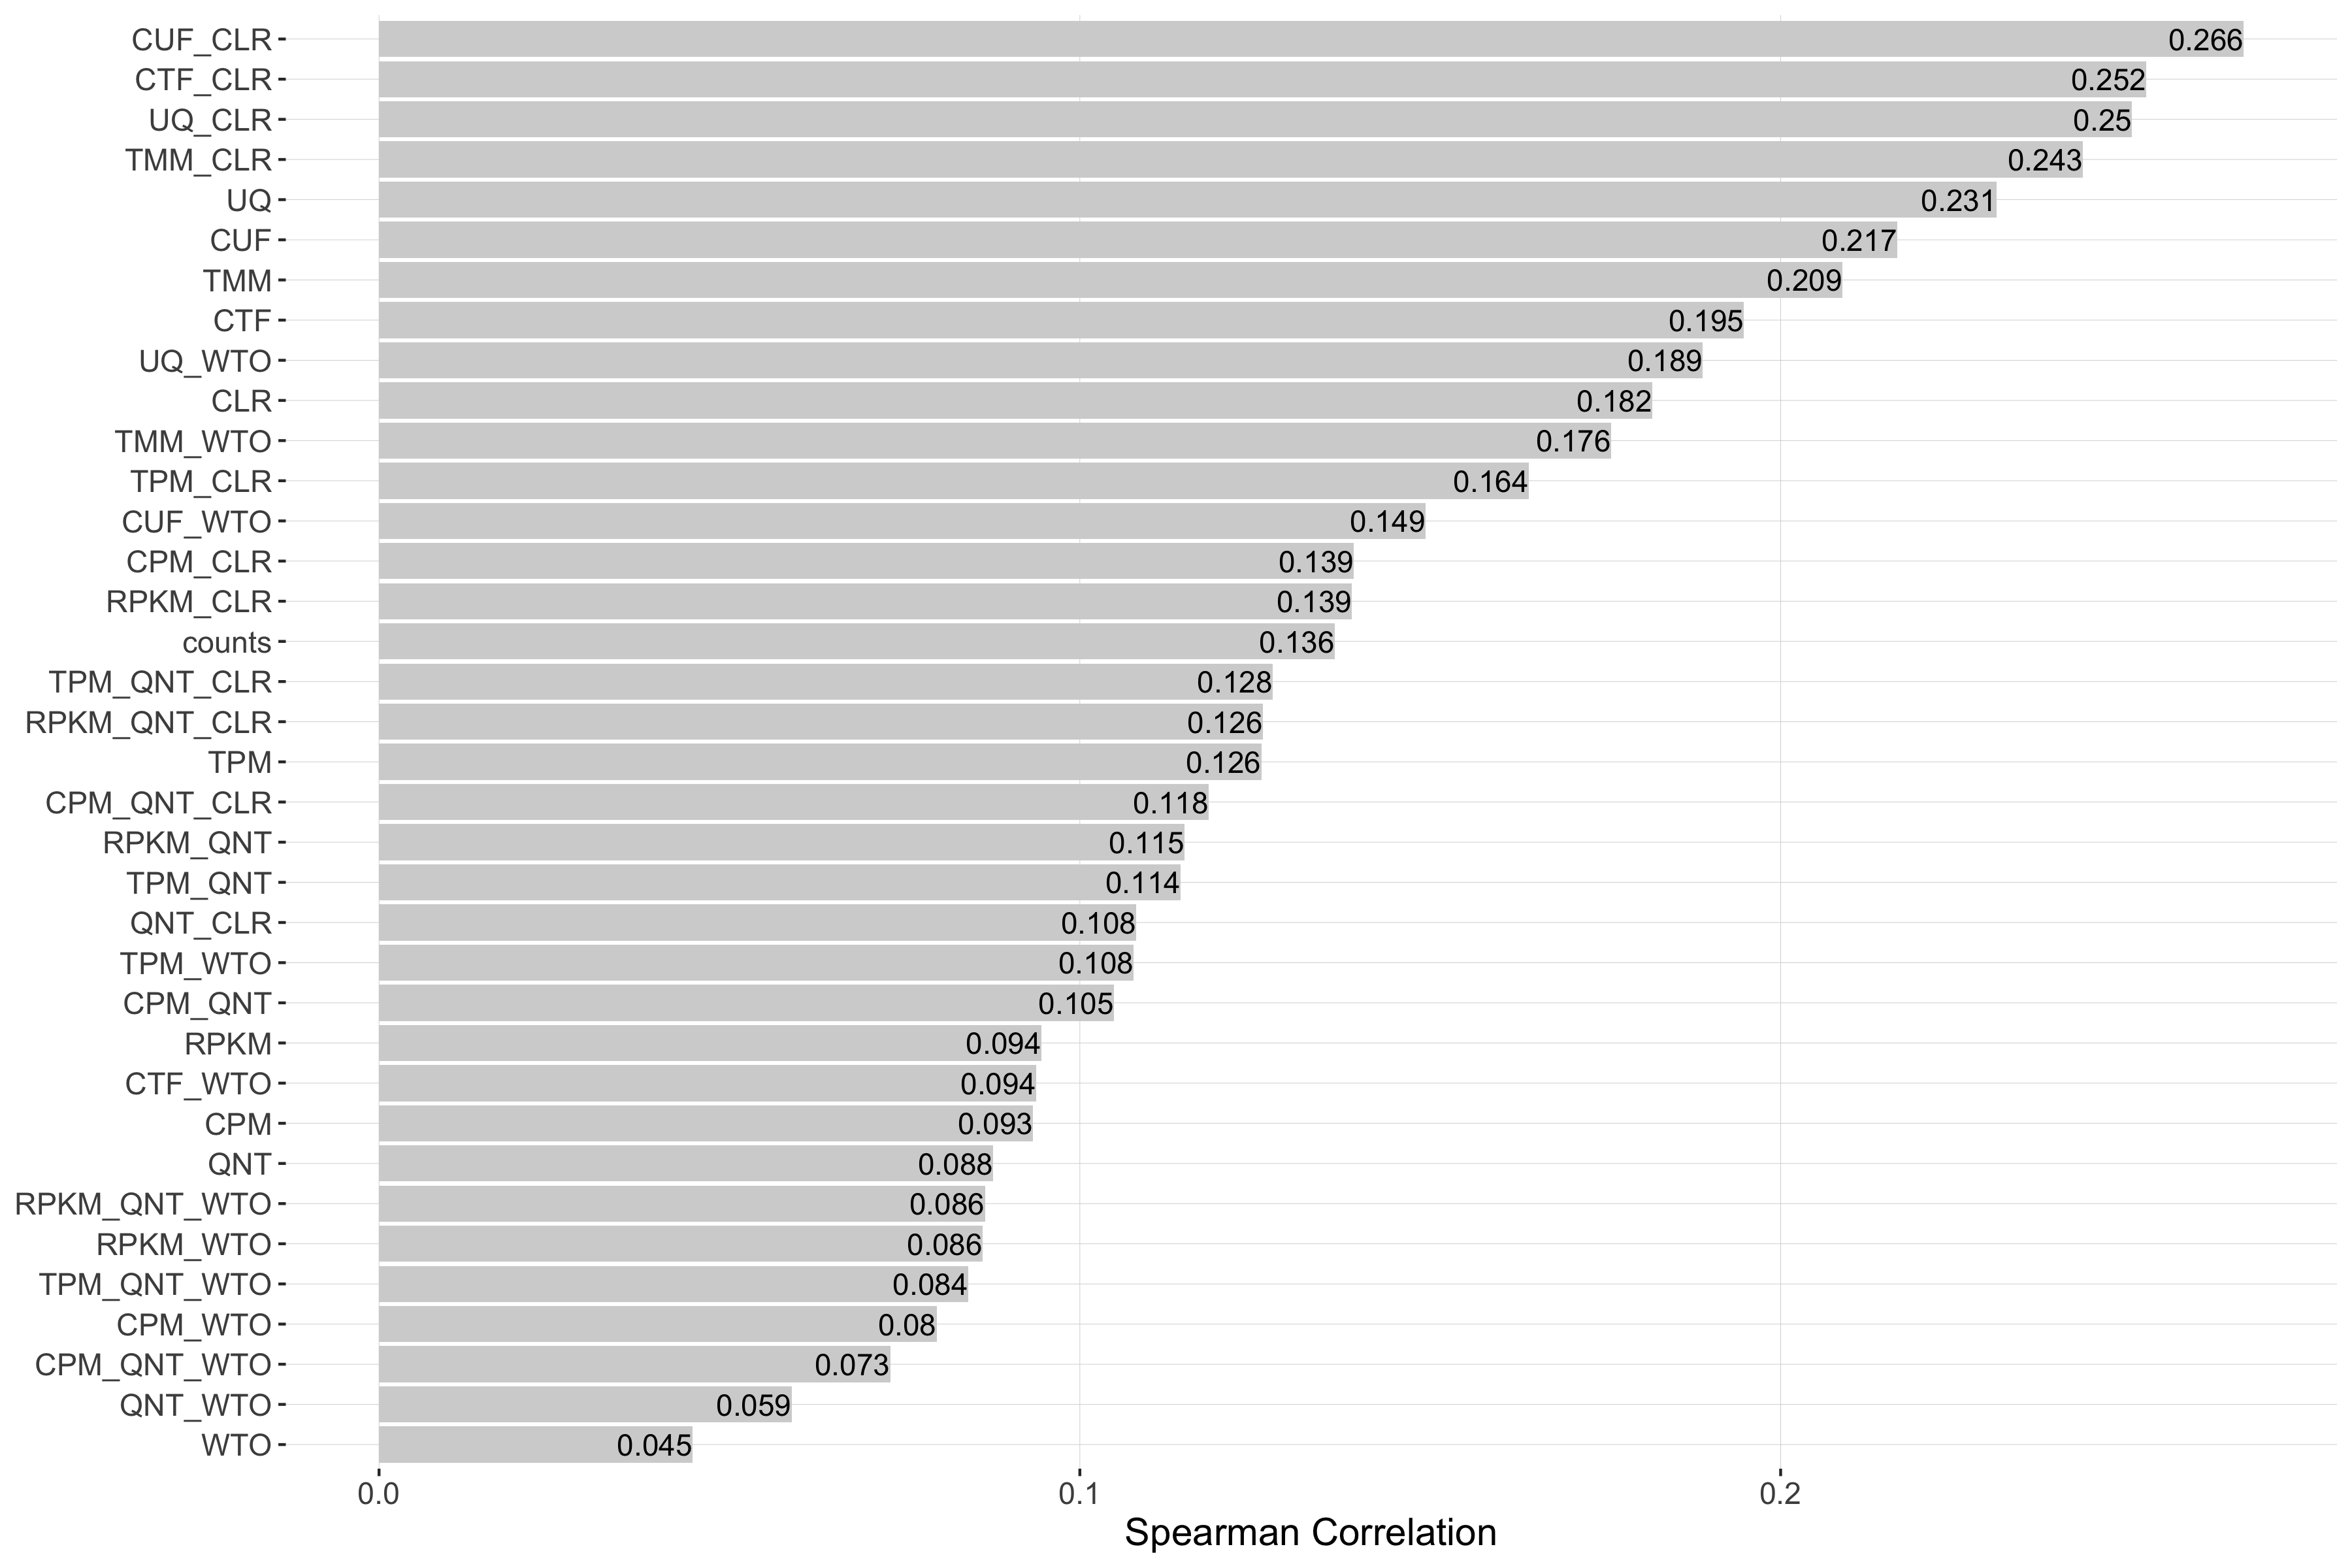 CUF_CLR 0.266
CTF_CLR 0.252
UQ_CLR 0.25
TMM_CLR 0.243
UQ 0.231
CUF 0.217
TMM 0.209
CTF 0.195
UQ_WTO 0.189
CLR 0.182
TMM_WTO 0.176
TPM_CLR 0.164
CUF_WTO 0.149
CPM_CLR 0.139
RPKM_CLR 0.139
counts 0.136
TPM_QNT_CLR 0.128
RPKM_QNT_CLR 0.126
TPM 0.126
CPM_QNT_CLR 0.118
RPKM_QNT 0.115
TPM_QNT 0.114
QNT_CLR 0.108
TPM_WTO 0.108
CPM_QNT 0.105
RPKM 0.094
CTF_WTO 0.094
CPM 0.093
QNT 0.088
RPKM_QNT_WTO 0.086
RPKM_WTO 0.086
TPM_QNT_WTO 0.084
CPM_WTO 0.08
CPM_QNT_WTO 0.073
QNT_WTO 0.059
WTO 0.045
0.0 0.1 0.2
Spearman Correlation